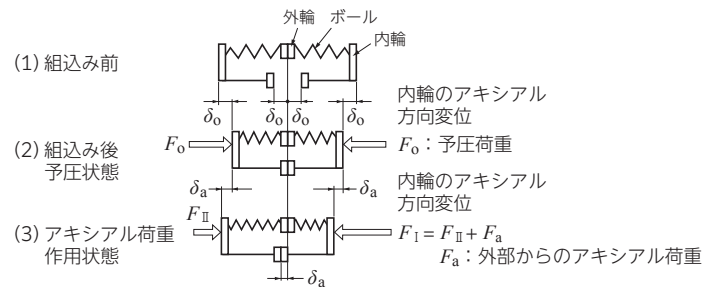 外輪 ボール
内輪
(1) 組込み前
δo δo δo δo
内輪のアキシアル
方向変位
(2) 組込み後
予圧状態
Fo
Fo：予圧荷重
δa δa
内輪のアキシアル
方向変位
FⅡ
(3) アキシアル荷重
作用状態
FⅠ = FⅡ + Fa
Fa：外部からのアキシアル荷重
δa